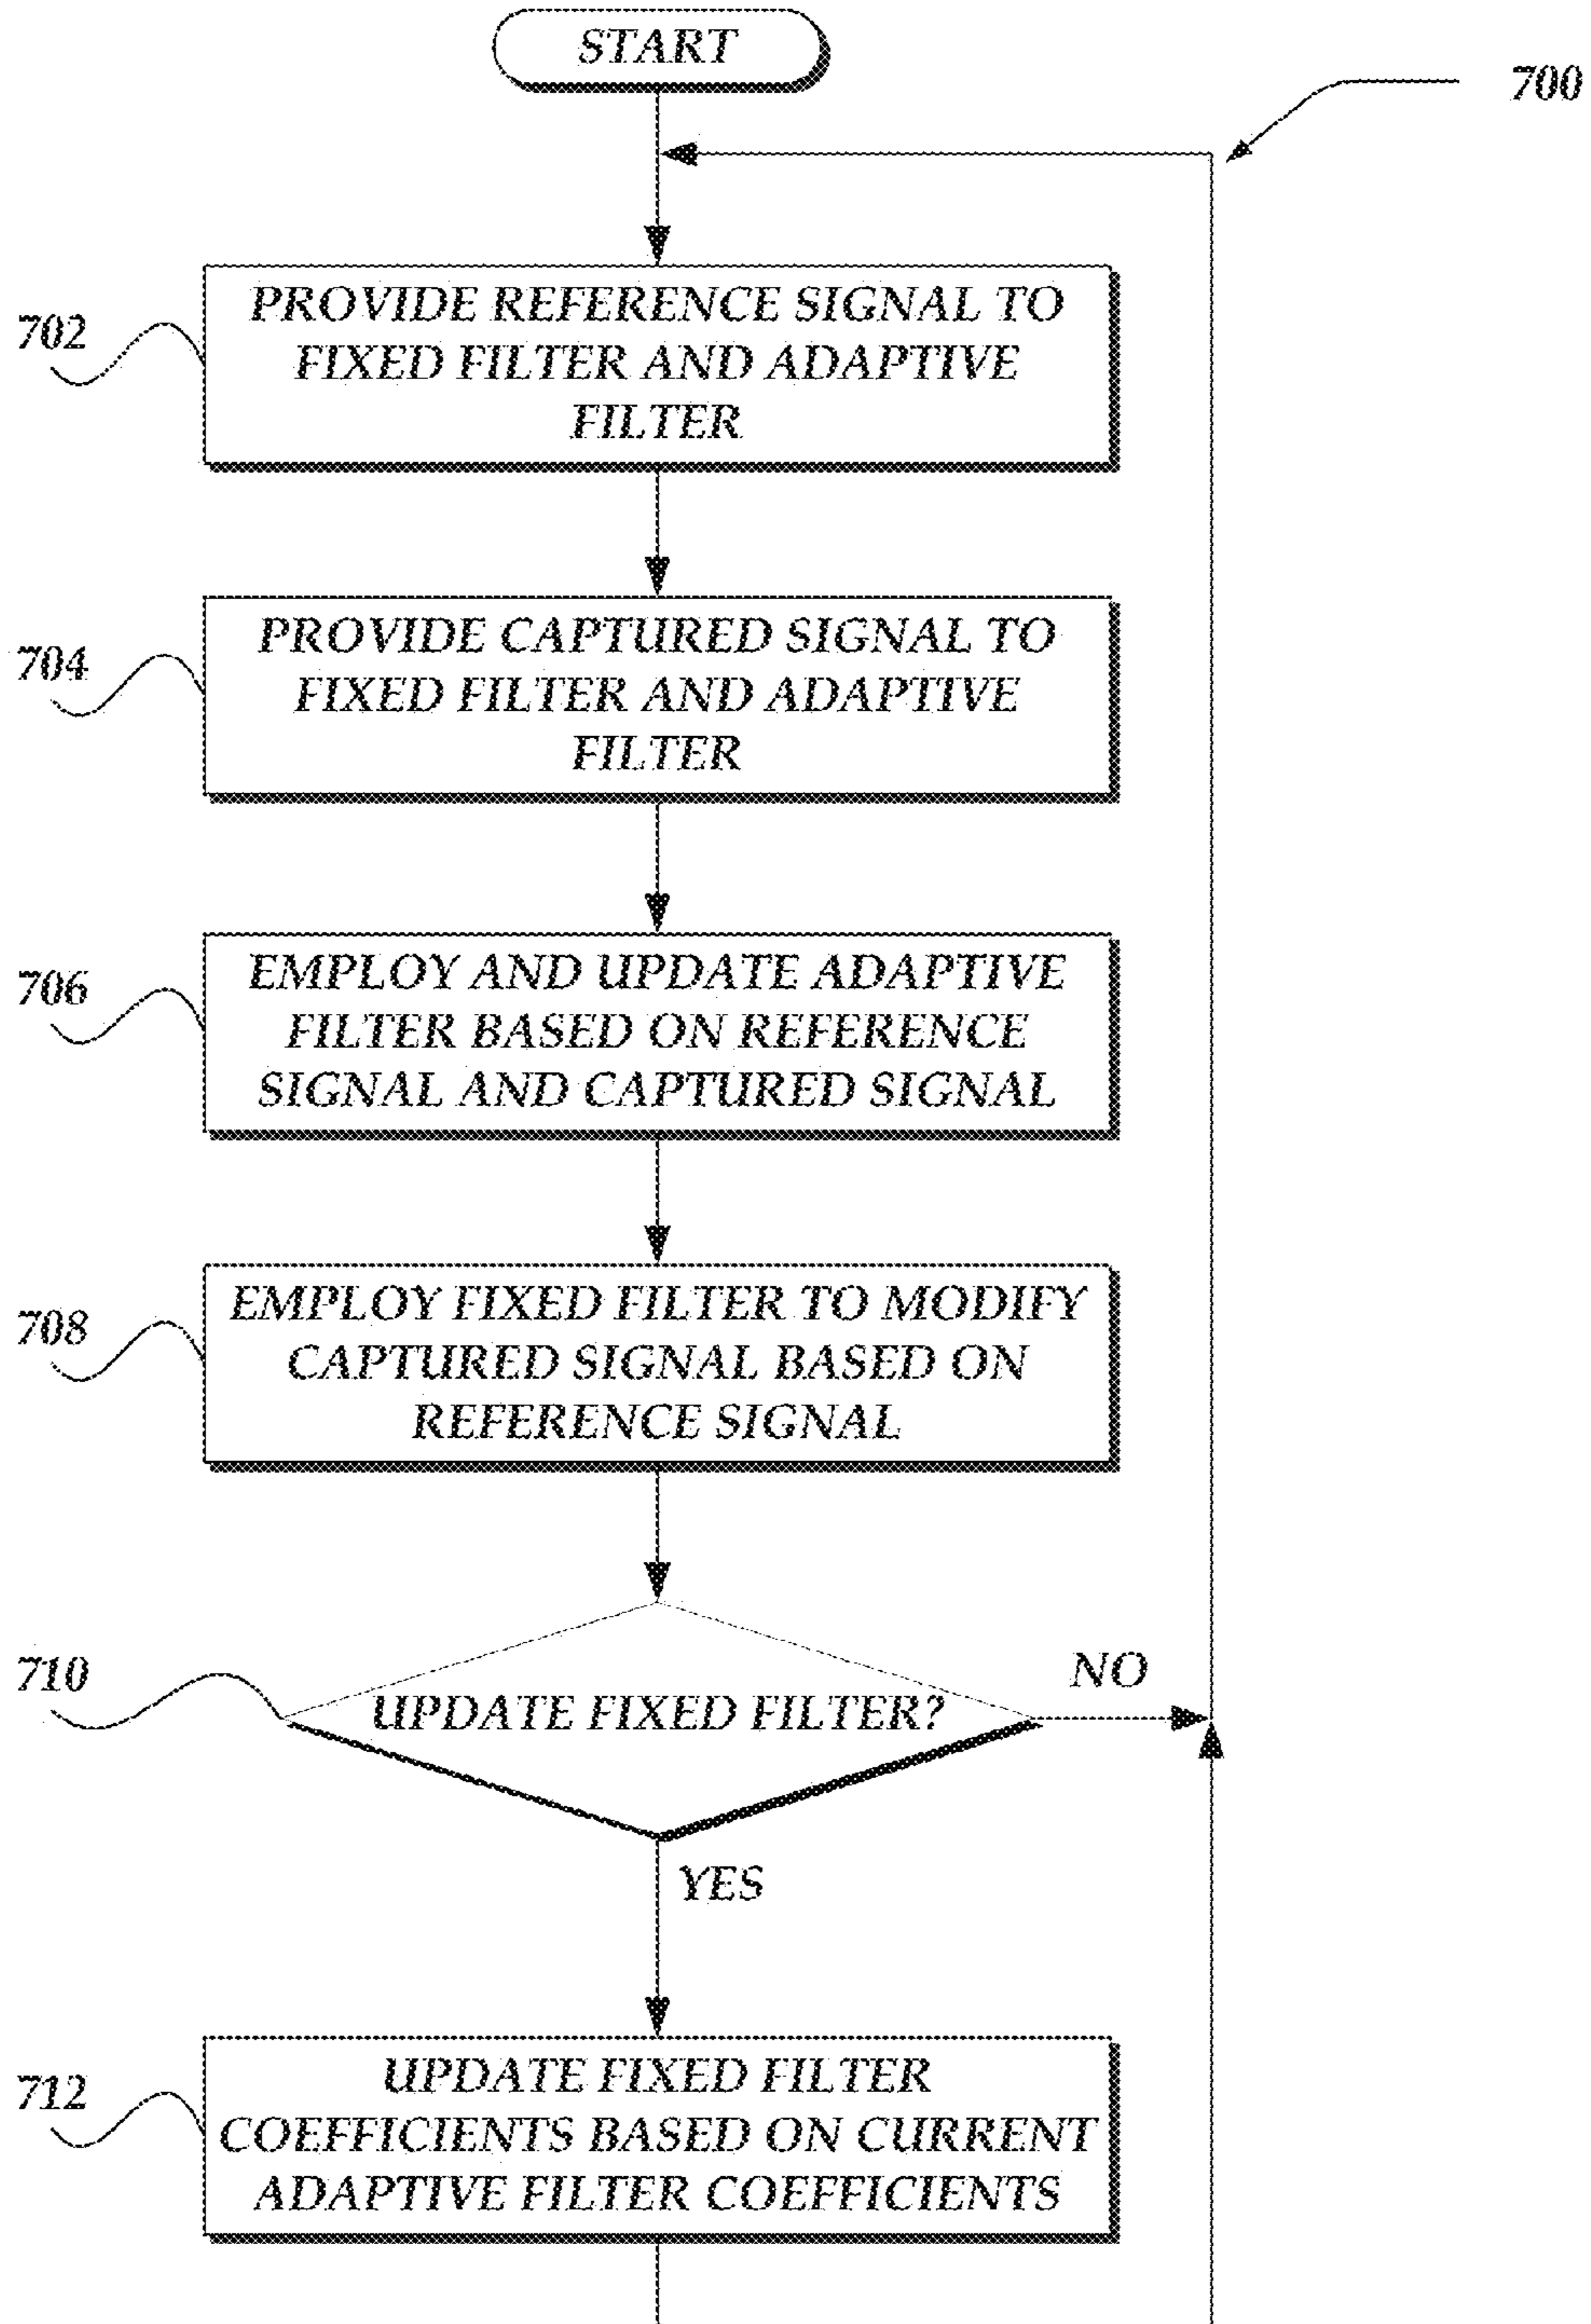 START
700
702
PROVIDE REFERENCE SIGNAL TO
FIXED FILTER AND ADAPTIVE
FILTER
704
PROVIDE CAPTURED SIGNAL TO
FIXED FILTER AND ADAPTIVE
FILTER
706
EMPLOY AND UPDATE ADAPTIVE
FILTER BASED ON REFERENCE
SIGNAL AND CAPTURED SIGNAL
708
EMPLOY FIXED FILTER TO MODIFY
CAPTURED SIGNAL BASED ON
REFERENCE SIGNAL
710
UPDATE FIXED FILTER?
NO
YES
712
UPDATE FIXED FILTER
COEFFICIENTS BASED ON CURRENT
ADAPTIVE FILTER COEFFICIENTS